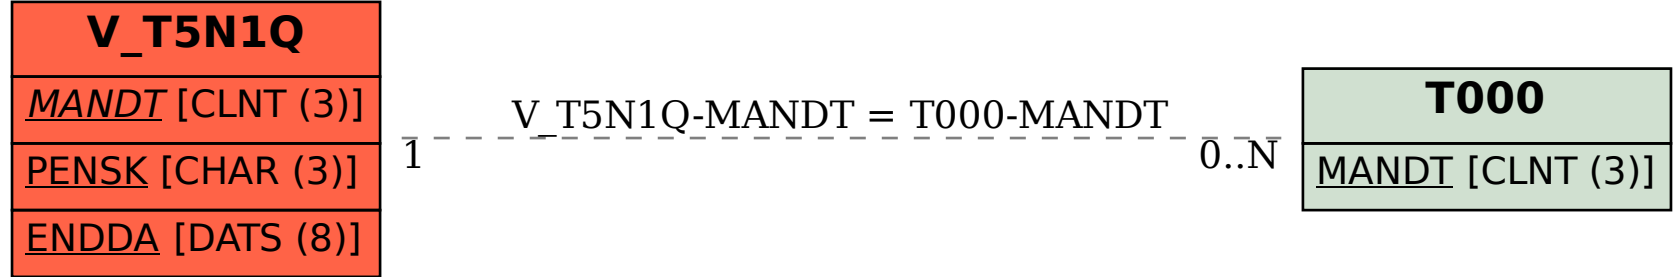 V_T5N1Q
MANDT [CLNT (3)]
PENSK [CHAR (3)]
ENDDA [DATS (8)]
V_T5N1Q-MANDT = T000-MANDT
1
0..N
T000
MANDT [CLNT (3)]